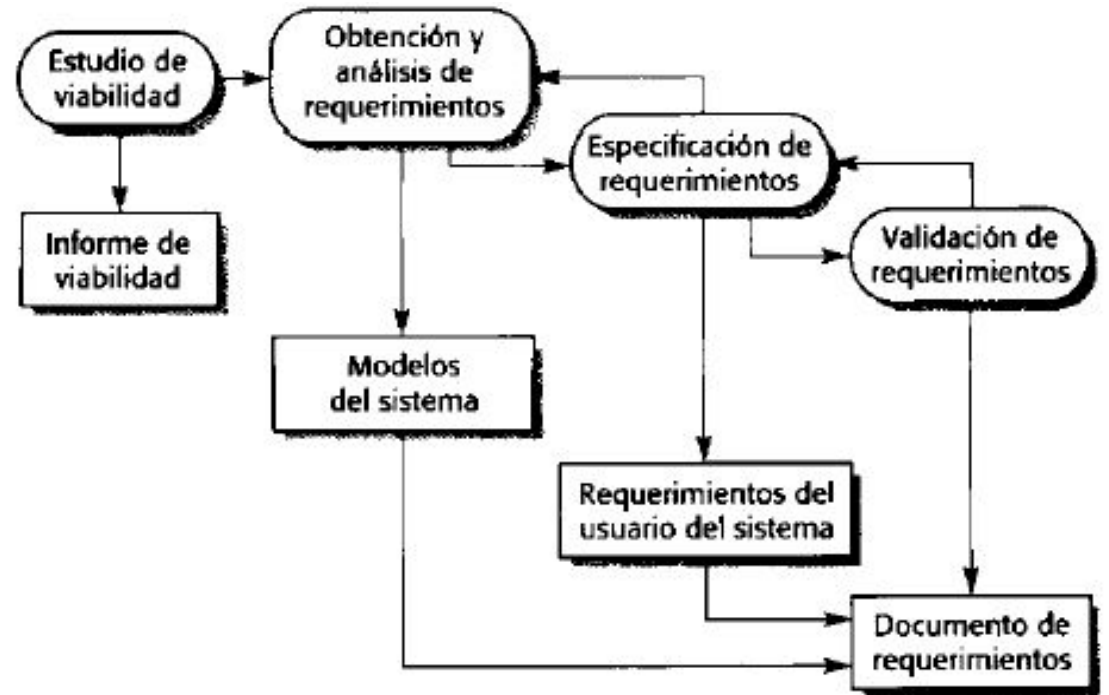 Estudio de
viabilidad
Obtención y
análisis de
requerimientos
Especificación de
requerimientos
Validación de
requerimientos
Informe de
viabilidad
Modelos
del sistema
Requerimientos del
usuario del sistema
Documento de
requerimientos